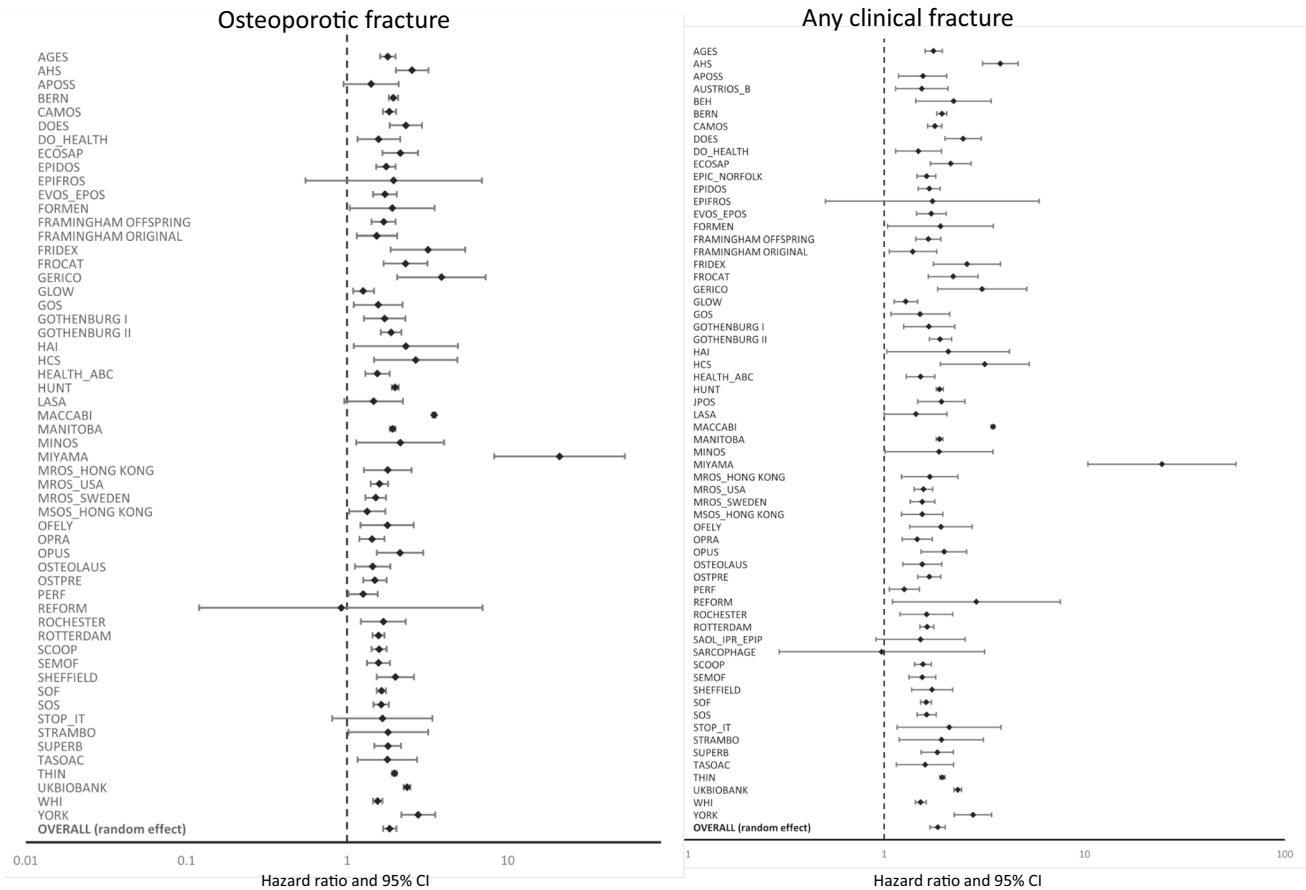 Osteoporotic fracture
AGES
AHS
APOSS
BERN
CAMOS
DOES
DO_HEALTH
ECOSAP
EPIDOS
EPIFROS
EVOS_EPOS
FORMEN
FRAMINGHAM OFFSPRING
FRAMINGHAM ORIGINAL
FRIDEX
FROCAT
GERICO
GLOW
GOS
GOTHENBURG I
GOTHENBURG II
HAI
HCS
HEALTH_ABC
HUNT
LASA
MACCABI
MANITOBA
MINOS
MIYAMA
MROS_HONG KONG
MROS_USA
MROS_SWEDEN
MSOS_HONG KONG
OFELY
OPRA
OPUS
OSTEOLAUS
OSTPRE
PERF
REFORM
ROCHESTER
ROTTERDAM
SCOOP
SEMOF
SHEFFIELD
SOF
SOS
STOP_IT
STRAMBO
SUPERB
TASOAC
THIN
UKBIOBANK
WHI
YORK
OVERALL (random effect)
0.01 0.1 1 10
Hazard ratio and 95% CI
Any clinical fracture
AGES
AHS
APOSS
AUSTRIOS_B
BEH
BERN
CAMOS
DOES
DO_HEALTH
ECOSAP
EPIC_NORFOLK
EPIDOS
EPIFROS
EVOS_EPOS
FORMEN
FRAMINGHAM OFFSPRING
FRAMINGHAM ORIGINAL
FRIDEX
FROCAT
GERICO
GLOW
GOS
GOTHENBURG I
GOTHENBURG II
HAI
HCS
HEALTH_ABC
HUNT
JPOS
LASA
MACCABI
MANITOBA
MINOS
MIYAMA
MROS_HONG KONG
MROS_USA
MROS_SWEDEN
MSOS_HONG KONG
OFELY
OPRA
OPUS
OSTEOLAUS
OSTPRE
PERF
REFORM
ROCHESTER
ROTTERDAM
SAOL_IPR_EPIP
SARCOPHAGE
SCOOP
SEMOF
SHEFFIELD
SOF
SOS
STOP_IT
STRAMBO
SUPERB
TASOAC
THIN
UKBIOBANK
WHI
YORK
OVERALL (random effect)
1 1 10 100
Hazard ratio and 95% CI